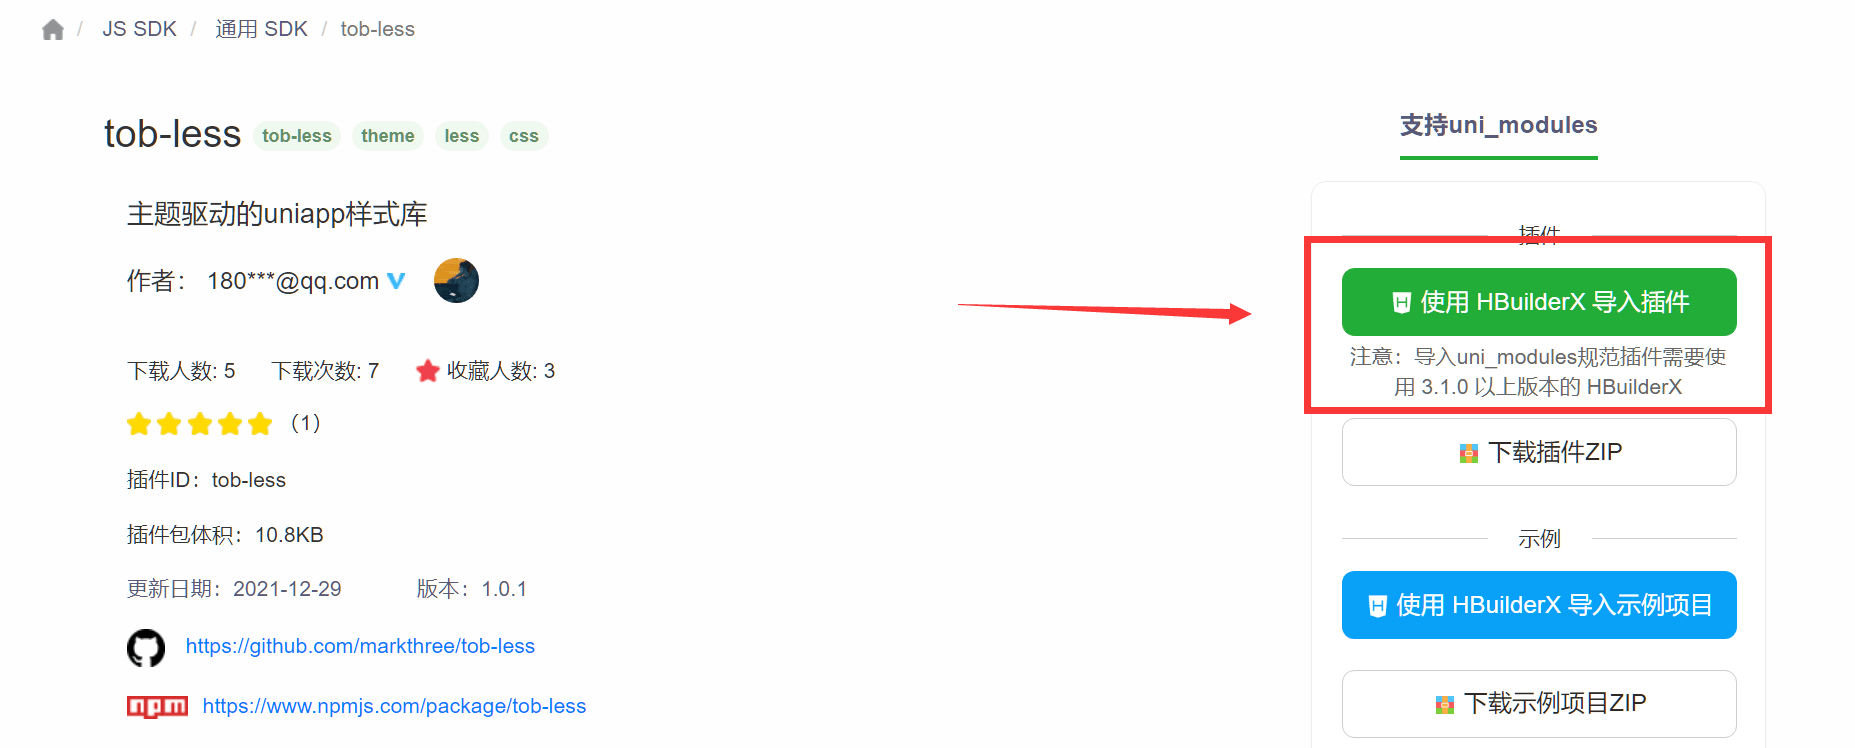 / JS SDK / 通用 SDK / tob-less
tob-less tob-less theme less css
主题驱动的uniapp样式库
作者： 180***@qq.com
下载人数: 5 下载次数: 7 收藏人数: 3
（1）
插件ID：tob-less
插件包体积：10.8KB
更新日期：2021-12-29 版本：1.0.1
https://github.com/markthree/tob-less
npm https://www.npmjs.com/package/tob-less
支持uni_modules
插件
使用 HBuilderX 导入插件
注意：导入uni_modules规范插件需要使
用 3.1.0 以上版本的 HBuilderX
下载插件ZIP
示例
使用 HBuilderX 导入示例项目
下载示例项目ZIP